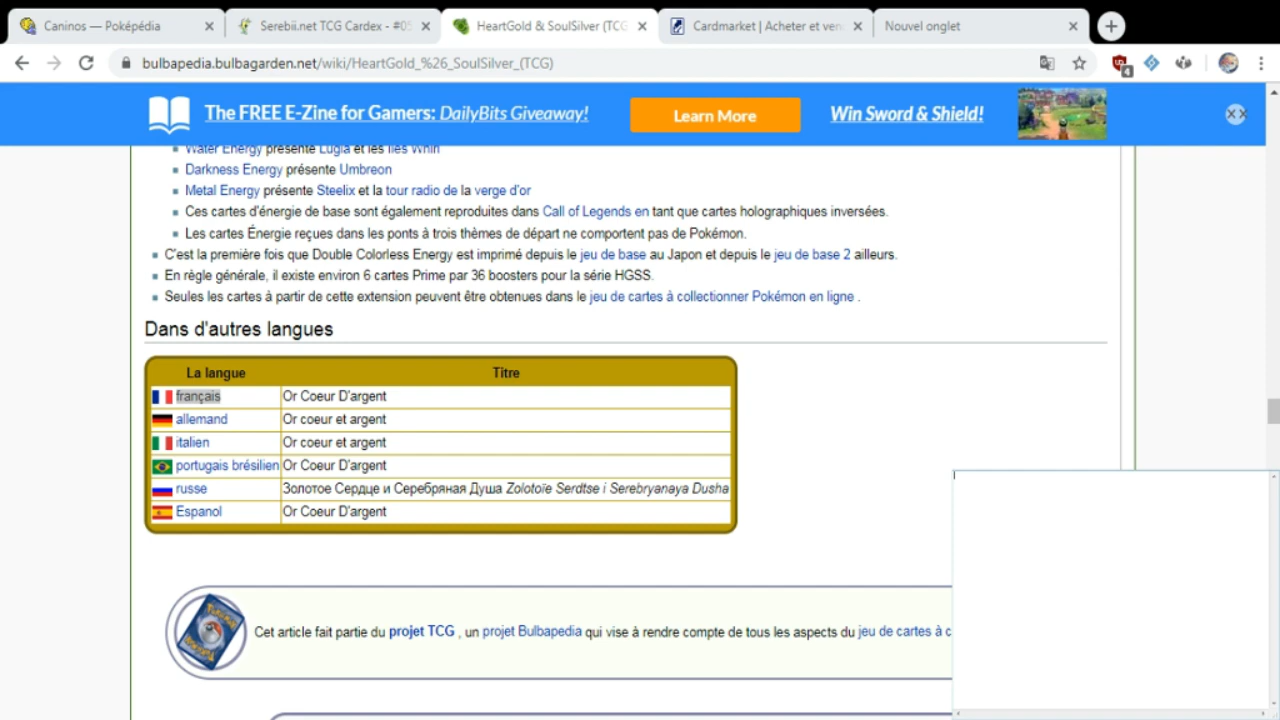 Caninos — Poképédia
Serebii.net TCG Cardex - #05
HeartGold & SoulSilver (TCG
Cardmarket | Acheter et ven
Nouvel onglet
bulbapedia.bulbagarden.net/wiki/HeartGold_%26_SoulSilver_(TCG)
4
The FREE E-Zine for Gamers: DailyBits Giveaway!
Learn More
Win Sword & Shield!
Water Energy présente Lugia et les îles Whirl
Darkness Energy présente Umbreon
Metal Energy présente Steelix et la tour radio de la verge d'or
Ces cartes d'énergie de base sont également reproduites dans Call of Legends en tant que cartes holographiques inversées.
Les cartes Énergie reçues dans les ponts à trois thèmes de départ ne comportent pas de Pokémon.
C'est la première fois que Double Colorless Energy est imprimé depuis le jeu de base au Japon et depuis le jeu de base 2 ailleurs.
En règle générale, il existe environ 6 cartes Prime par 36 boosters pour la série HGSS.
Seules les cartes à partir de cette extension peuvent être obtenues dans le jeu de cartes à collectionner Pokémon en ligne .
Dans d'autres langues
La langue Titre
français Or Coeur D'argent
allemand Or coeur et argent
italien Or coeur et argent
portugais brésilien Or Coeur D'argent
russe Золотое Сердце и Серебряная Душа Zolotoïe Serdtse i Serebryanaya Dusha
Espanol Or Coeur D'argent
Cet article fait partie du projet TCG , un projet Bulbapedia qui vise à rendre compte de tous les aspects du jeu de cartes à c